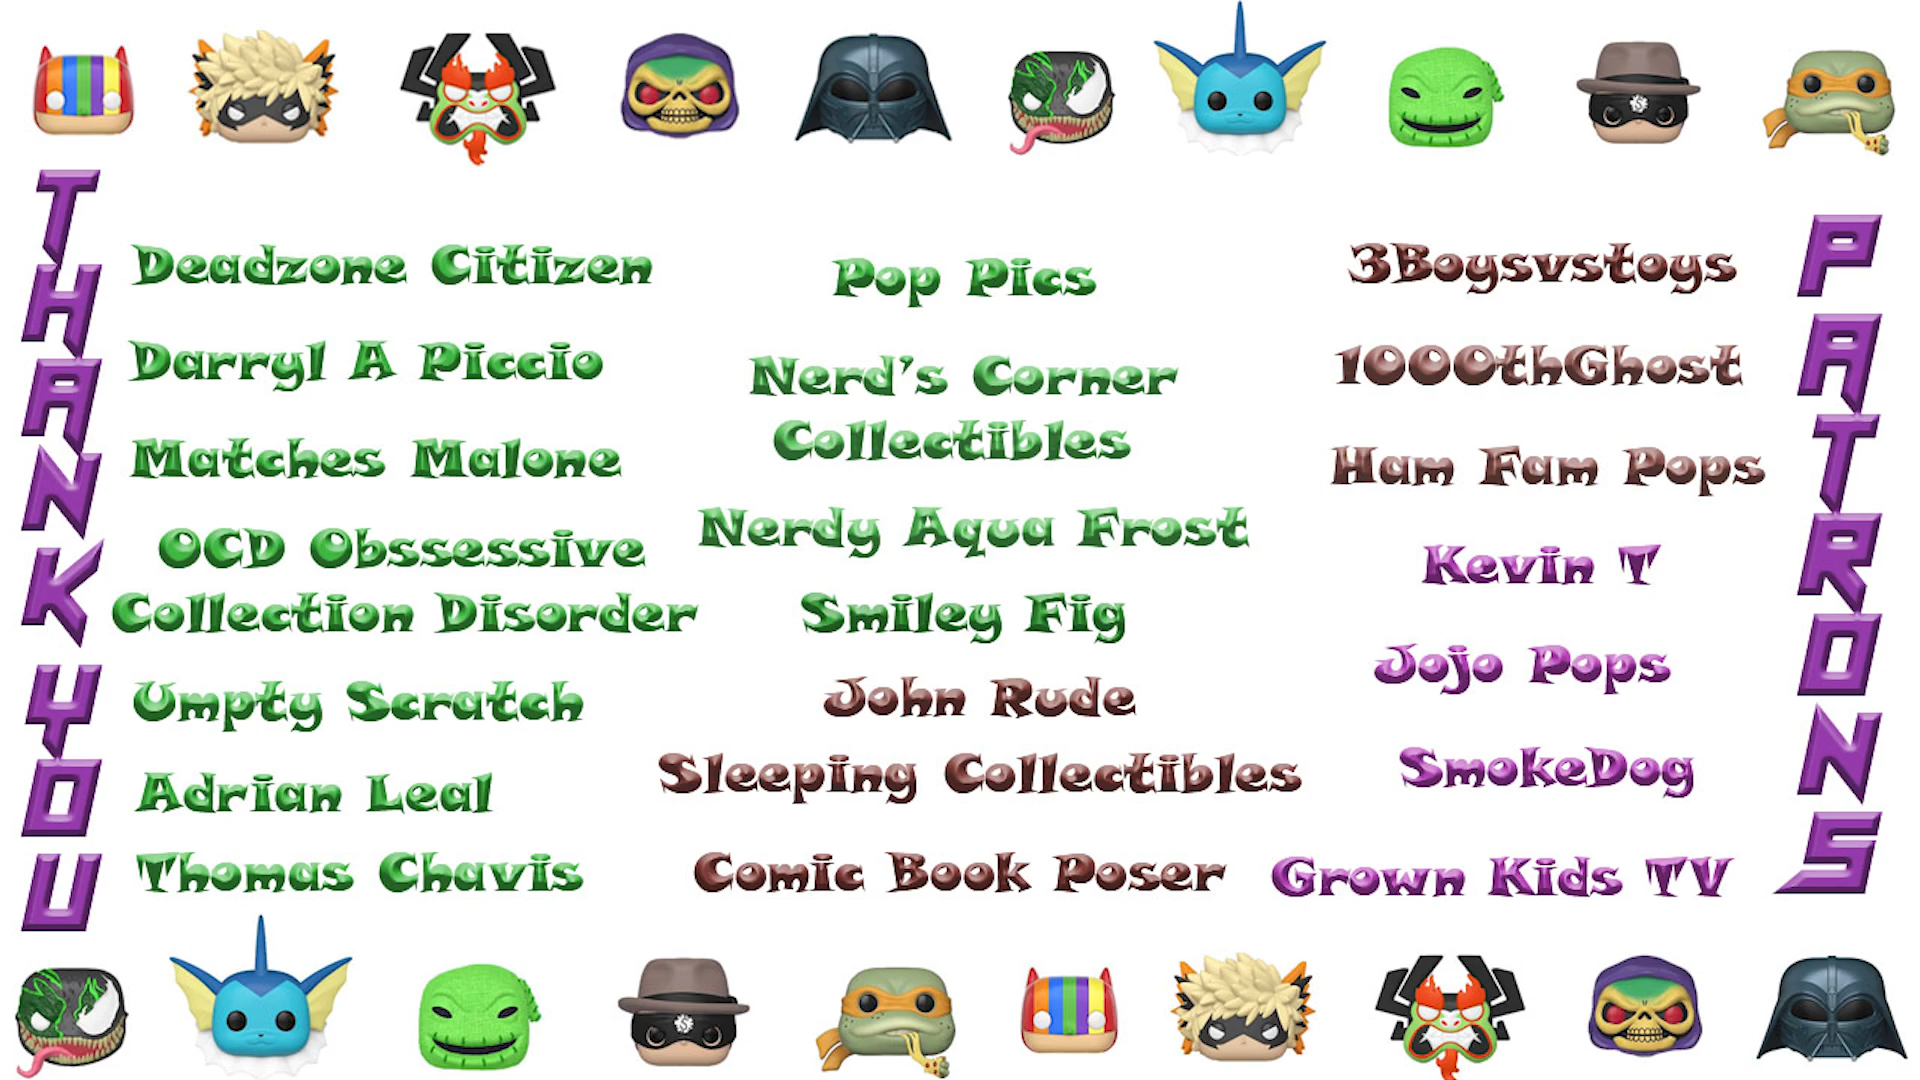 THANK YOU
Deadzone Citizen
Darryl A Piccio
Matches Malone
OCD Obssessive
Collection Disorder
Umpty Scratch
Adrian Leal
Thomas Chavis
Pop Pics
Nerd's Corner
Collectibles
Nerdy Aqua Frost
Smiley Fig
John Rude
Sleeping Collectibles
Comic Book Poser
3Boysvstoys
1000thGhost
Ham Fam Pops
Kevin T
Jojo Pops
SmokeDog
Grown Kids TV
PATRONS